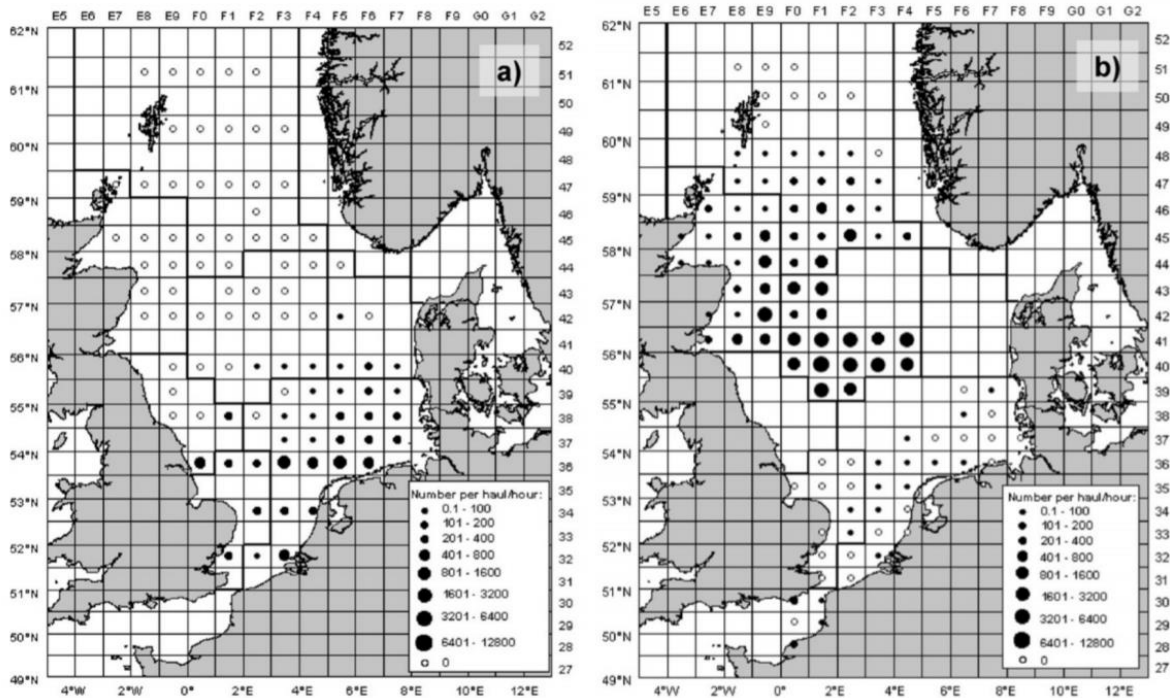 E5 E6 E7 E8 E9 F0 F1 F2 F3 F4 F5 F6 F7 F8 F9 G0 G1 G2
a)
62°N
61°N
60°N
59°N
58°N
57°N
56°N
55°N
54°N
53°N
52°N
51°N
50°N
49°N
52
51
50
49
48
47
46
45
44
43
42
41
40
39
38
37
36
35
34
33
32
31
30
29
28
27
Number per haul/hour:
0.1 - 100
101 - 200
201 - 400
401 - 800
801 - 1600
1601 - 3200
3201 - 6400
6401 - 12800
0
4°W 2°W 0° 2°E 4°E 6°E 8°E 10°E 12°E
E5 E6 E7 E8 E9 F0 F1 F2 F3 F4 F5 F6 F7 F8 F9 G0 G1 G2
b)
62°N
61°N
60°N
59°N
58°N
57°N
56°N
55°N
54°N
53°N
52°N
51°N
50°N
49°N
52
51
50
49
48
47
46
45
44
43
42
41
40
39
38
37
36
35
34
33
32
31
30
29
28
27
Number per haul/hour:
0.1 - 100
101 - 200
201 - 400
401 - 800
801 - 1600
1601 - 3200
3201 - 6400
6401 - 12800
0
4°W 2°W 0° 2°E 4°E 6°E 8°E 10°E 12°E